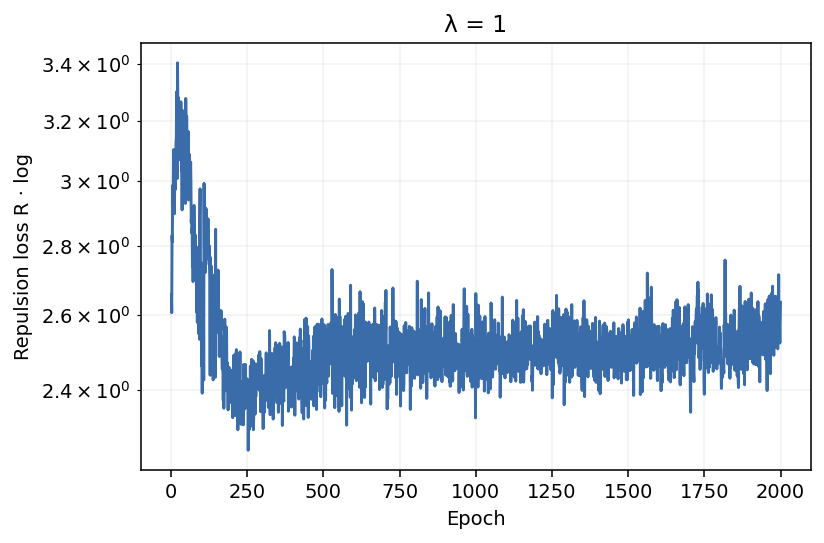 λ = 1
Repulsion loss R · log
3.4 × 10⁰
3.2 × 10⁰
3 × 10⁰
2.8 × 10⁰
2.6 × 10⁰
2.4 × 10⁰
0 250 500 750 1000 1250 1500 1750 2000
Epoch